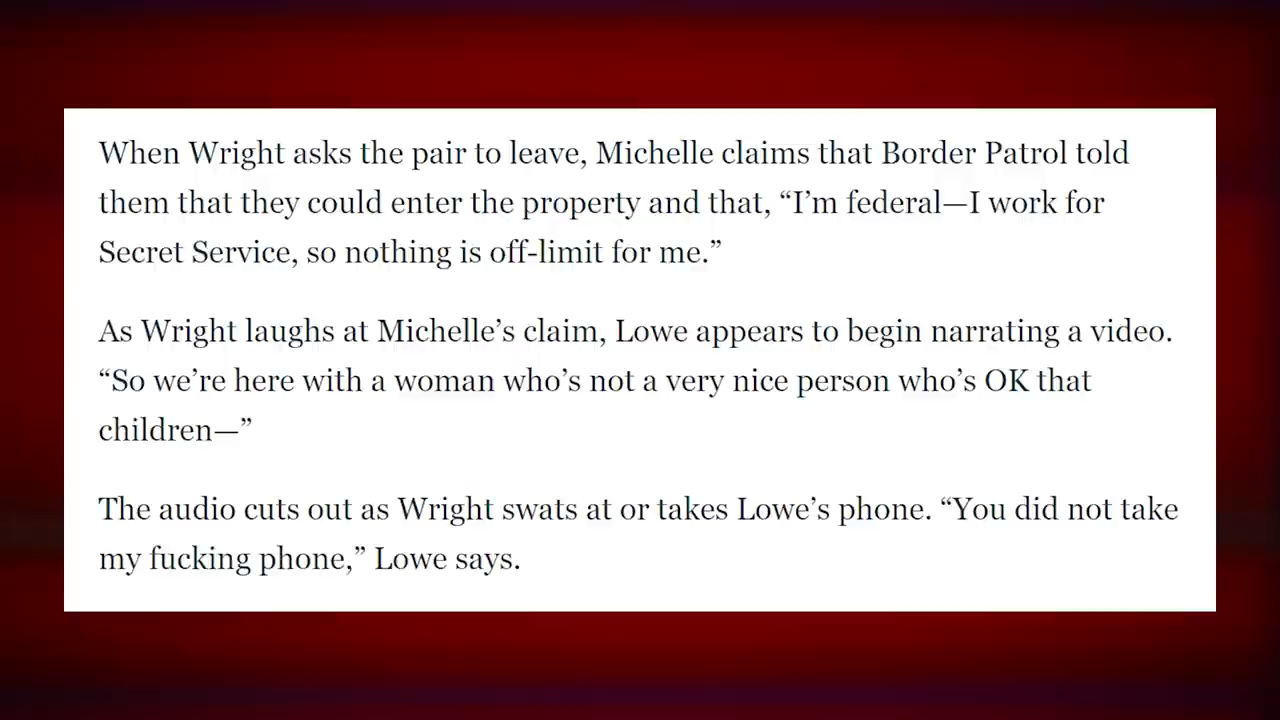 When Wright asks the pair to leave, Michelle claims that Border Patrol told
them that they could enter the property and that, “I’m federal—I work for
Secret Service, so nothing is off-limit for me.”
As Wright laughs at Michelle’s claim, Lowe appears to begin narrating a video.
“So we’re here with a woman who’s not a very nice person who’s OK that
children—”
The audio cuts out as Wright swats at or takes Lowe’s phone. “You did not take
my fucking phone,” Lowe says.